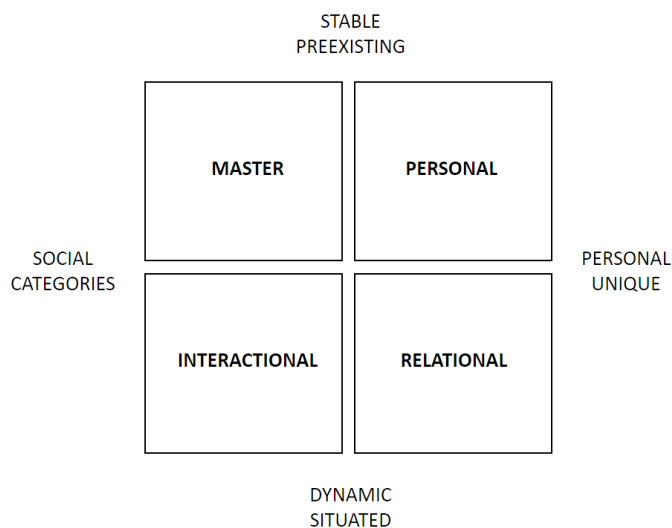 STABLE
PREEXISTING
MASTER
PERSONAL
SOCIAL
CATEGORIES
PERSONAL
UNIQUE
INTERACTIONAL
RELATIONAL
DYNAMIC
SITUATED